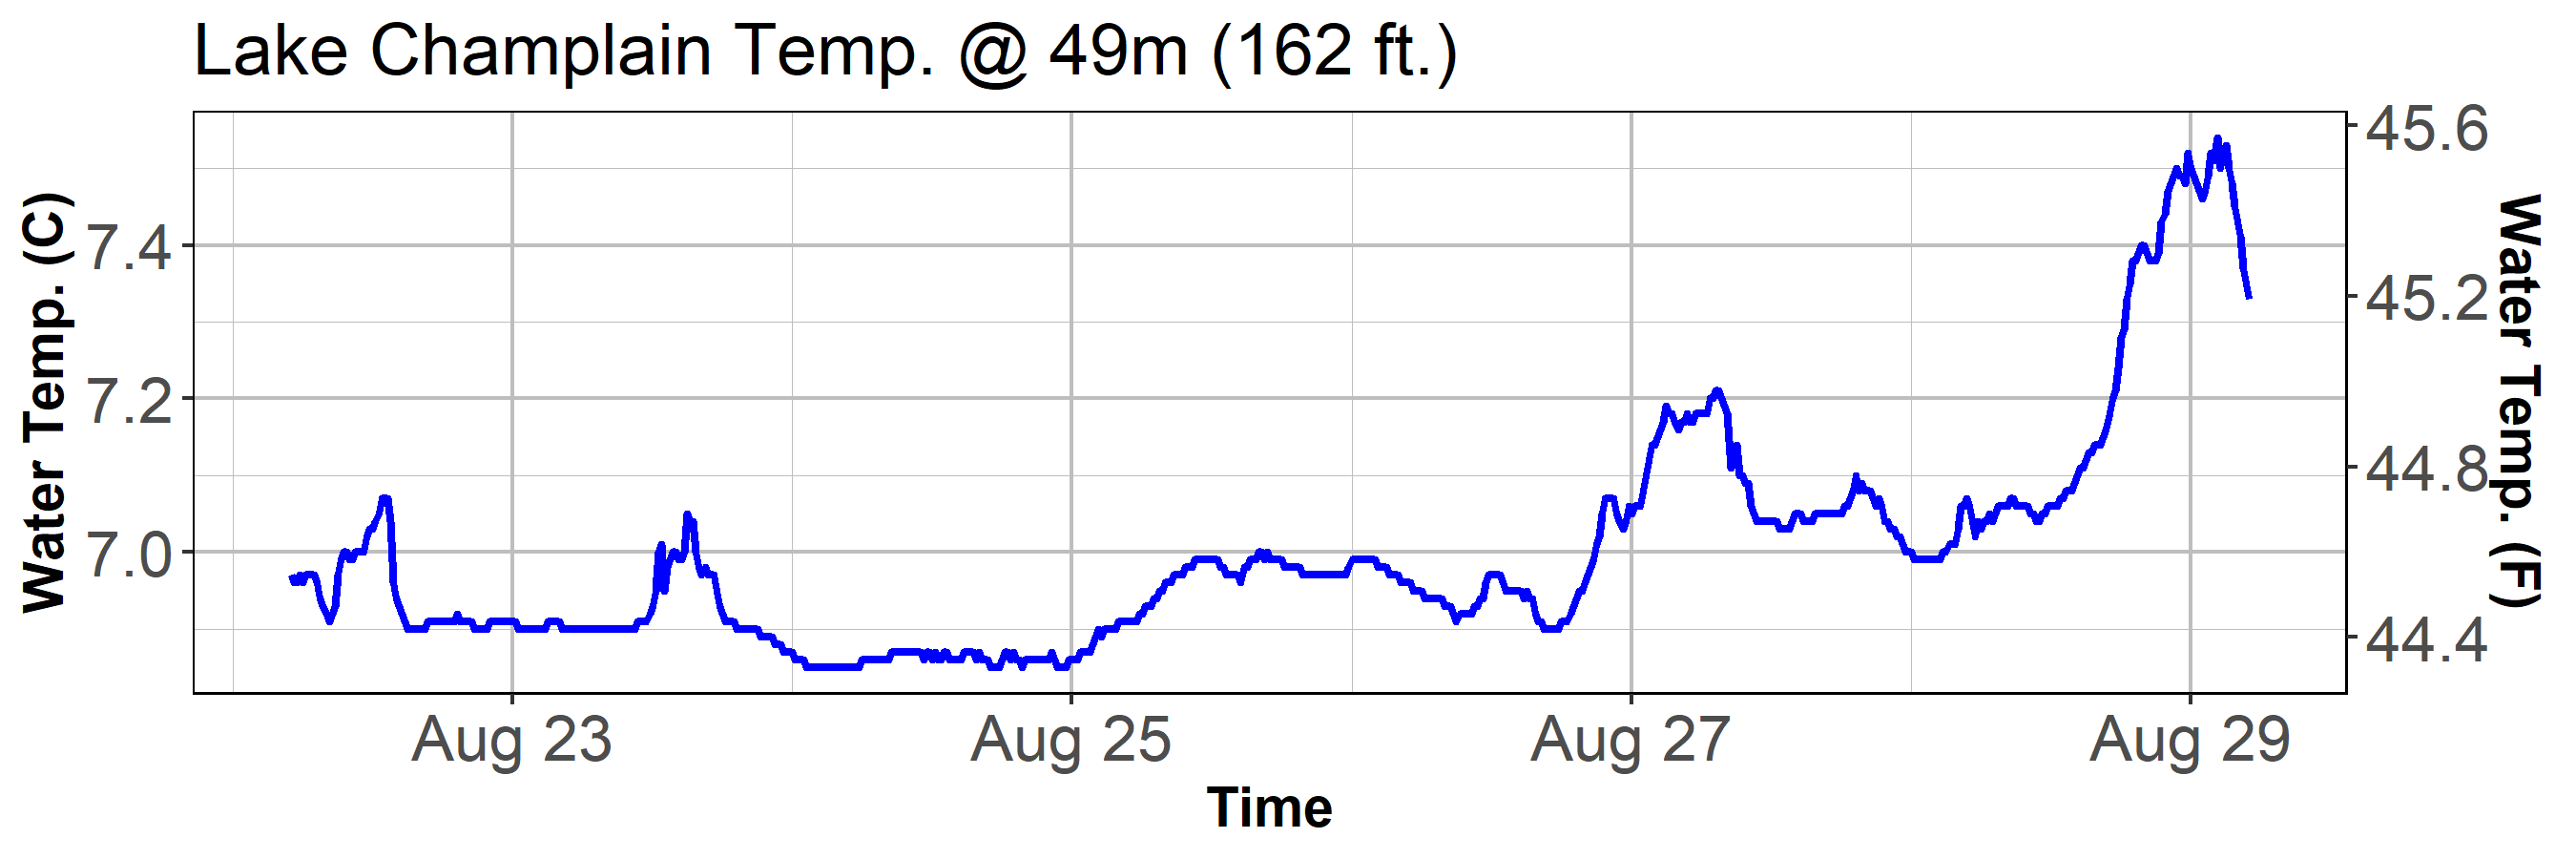 Lake Champlain Temp. @ 49m (162 ft.)
Water Temp. (C)
7.4
7.2
7.0
45.6
45.2
44.8
44.4
Water Temp. (F)
Aug 23
Aug 25
Aug 27
Aug 29
Time